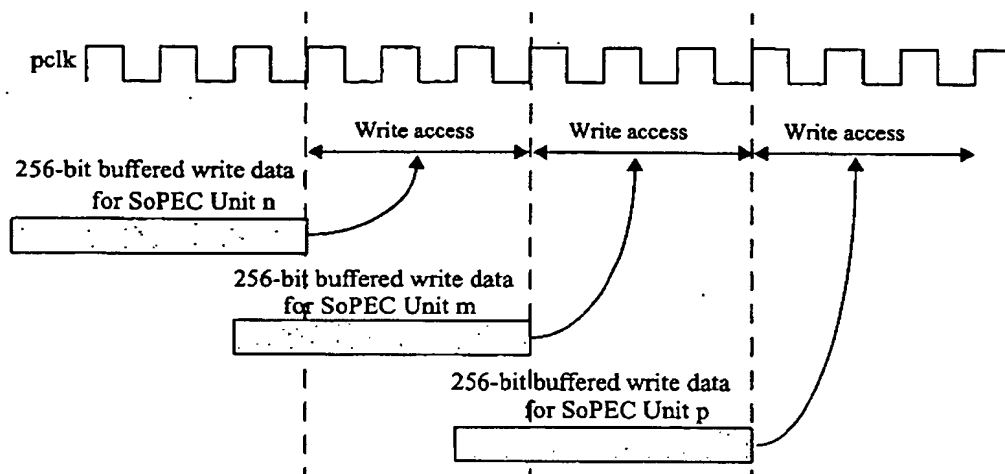 pclk
Write access
Write access
Write access
256-bit buffered write data
for SoPEC Unit n
256-bit buffered write data
for SoPEC Unit m
256-bit buffered write data
for SoPEC Unit p